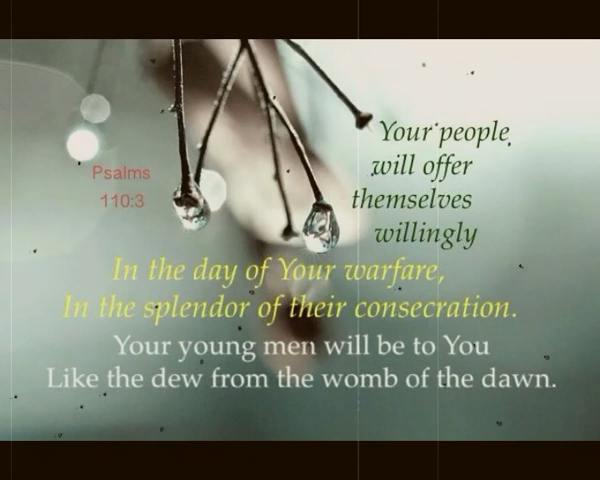 Psalms
110:3
Your people
will offer
themselves
willingly
In the day of Your warfare,
In the splendor of their consecration.
Your young men will be to You
Like the dew from the womb of the dawn.